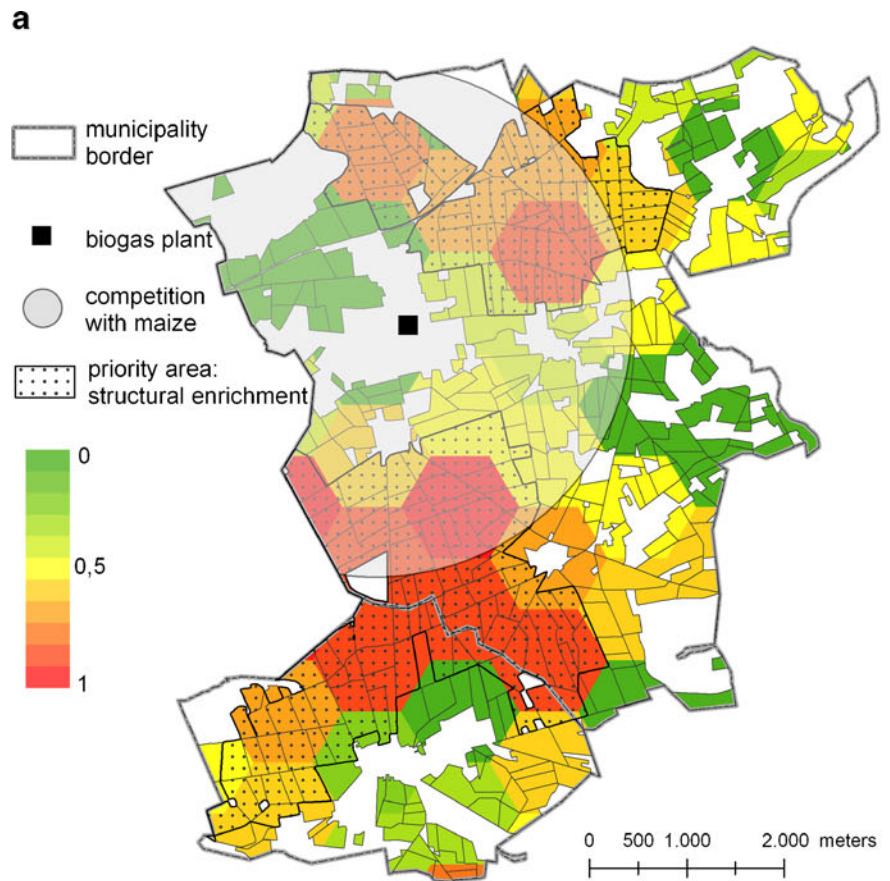 a
municipality
border
biogas plant
competition
with maize
priority area:
structural enrichment
0
0,5
1
0 500 1.000 2.000 meters